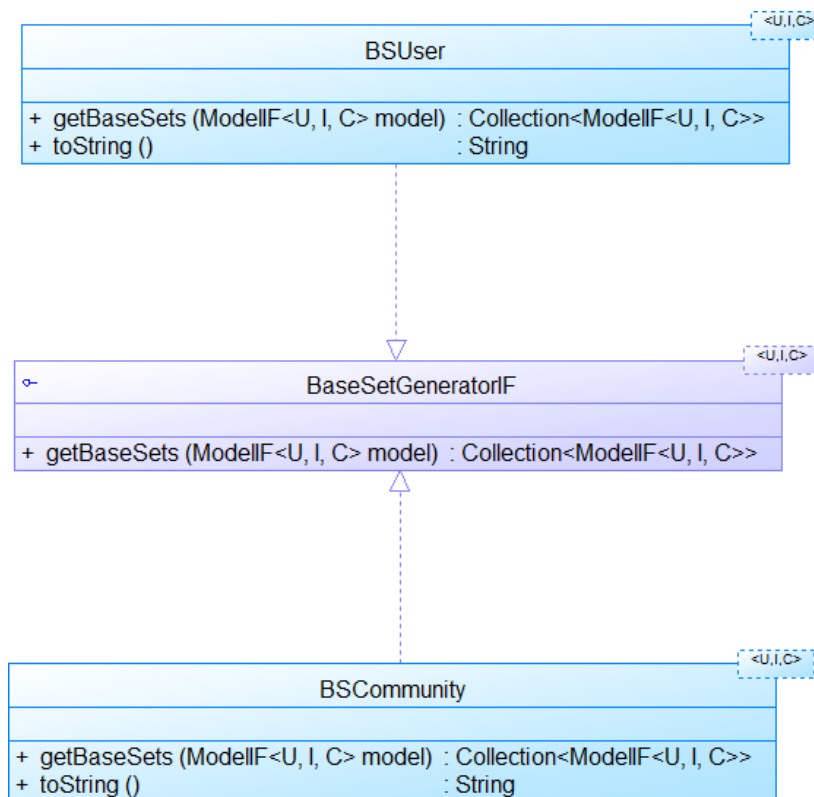 <U,I,C>
BSUser
+ getBaseSets (ModelIF<U, I, C> model) : Collection<ModelIF<U, I, C>>
+ toString () : String
<U,I,C>
BaseSetGeneratorIF
+ getBaseSets (ModelIF<U, I, C> model) : Collection<ModelIF<U, I, C>>
<U,I,C>
BSCommunity
+ getBaseSets (ModelIF<U, I, C> model) : Collection<ModelIF<U, I, C>>
+ toString () : String